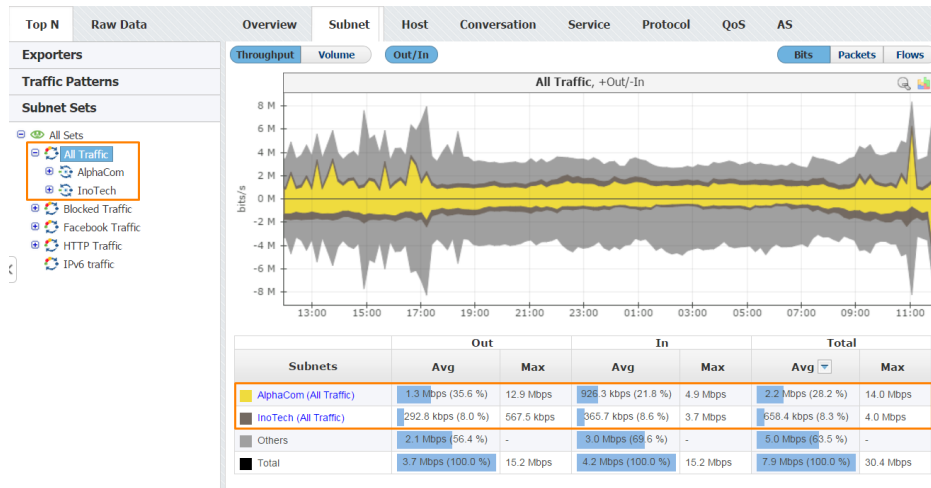 Top N Raw Data Overview Subnet Host Conversation Service Protocol QoS AS
Exporters
Throughput Volume Out/In Bits Packets Flows
Traffic Patterns
All Traffic, +Out/-In
Subnet Sets
All Sets
All Traffic
AlphaCom
InoTech
Blocked Traffic
Facebook Traffic
HTTP Traffic
IPv6 traffic
bits/s
8 M
6 M
4 M
2 M
0 M
-2 M
-4 M
-6 M
-8 M
13:00 15:00 17:00 19:00 21:00 23:00 01:00 03:00 05:00 07:00 09:00 11:00
Out In Total
Subnets Avg Max Avg Max Avg Max
AlphaCom (All Traffic) 1.3 Mbps (35.6 %) 12.9 Mbps 926.3 kbps (21.8 %) 4.9 Mbps 2.2 Mbps (28.2 %) 14.0 Mbps
InoTech (All Traffic) 292.8 kbps (8.0 %) 567.5 kbps 365.7 kbps (8.6 %) 3.7 Mbps 658.4 kbps (8.3 %) 4.0 Mbps
Others 2.1 Mbps (56.4 %) - 3.0 Mbps (69.6 %) - 5.0 Mbps (63.5 %) -
Total 3.7 Mbps (100.0 %) 15.2 Mbps 4.2 Mbps (100.0 %) 15.2 Mbps 7.9 Mbps (100.0 %) 30.4 Mbps